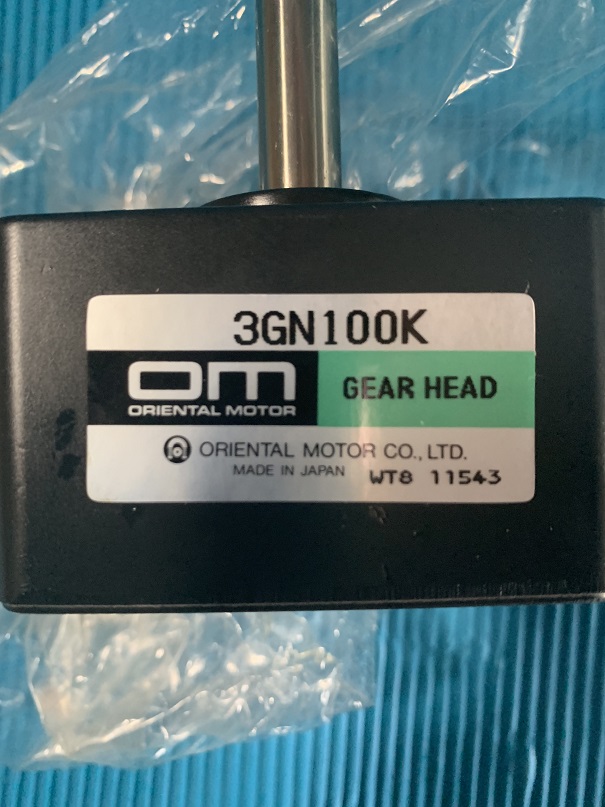 3GN100K
OM
ORIENTAL MOTOR
GEAR HEAD
ORIENTAL MOTOR CO., LTD.
MADE IN JAPAN WT8 11543